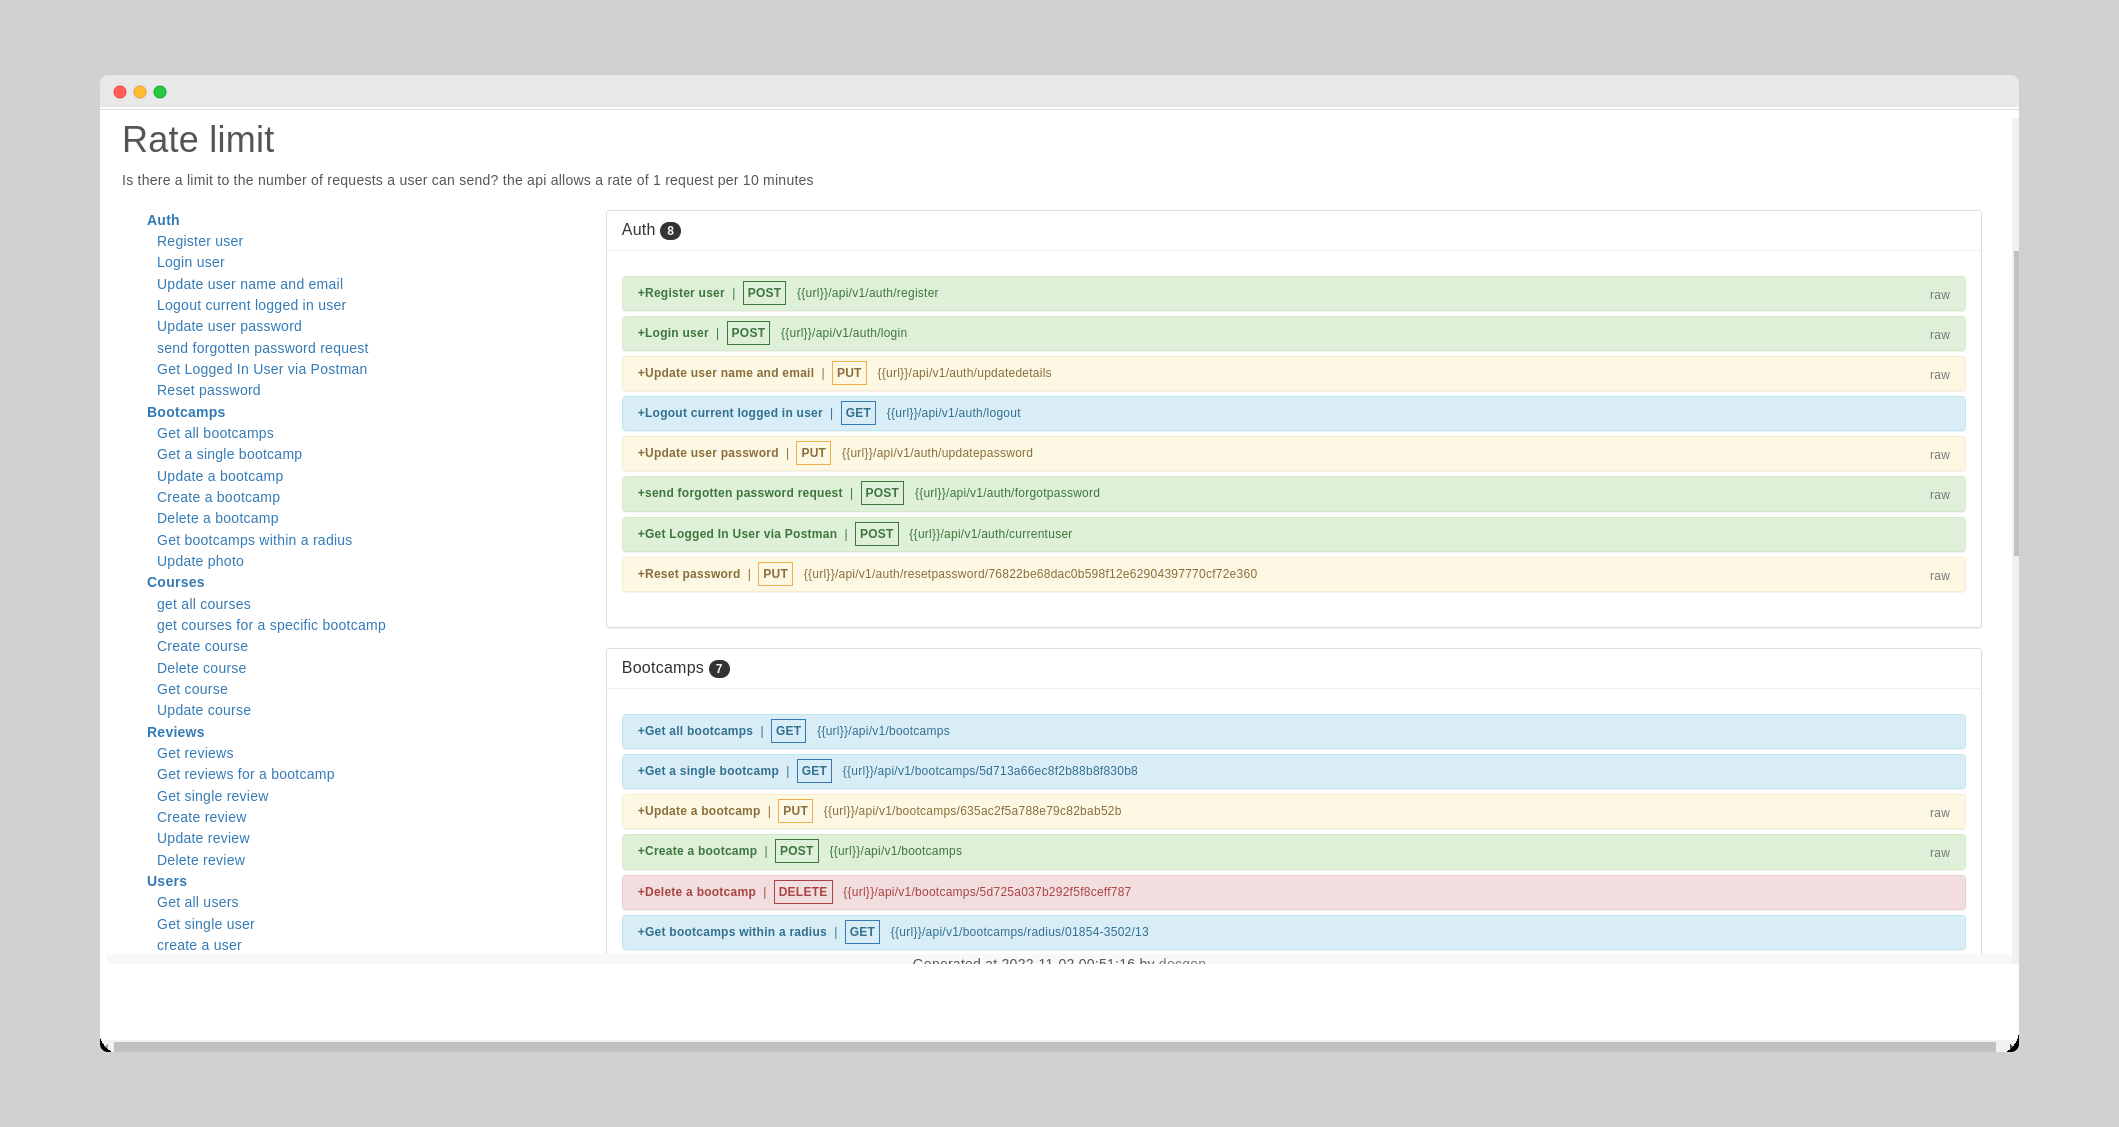 Rate limit
Is there a limit to the number of requests a user can send? the api allows a rate of 1 request per 10 minutes
Auth
Register user
Login user
Update user name and email
Logout current logged in user
Update user password
send forgotten password request
Get Logged In User via Postman
Reset password
Bootcamps
Get all bootcamps
Get a single bootcamp
Update a bootcamp
Create a bootcamp
Delete a bootcamp
Get bootcamps within a radius
Update photo
Courses
get all courses
get courses for a specific bootcamp
Create course
Delete course
Get course
Update course
Reviews
Get reviews
Get reviews for a bootcamp
Get single review
Create review
Update review
Delete review
Users
Get all users
Get single user
create a user
Auth 8
+Register user | POST {{url}}/api/v1/auth/register raw
+Login user | POST {{url}}/api/v1/auth/login raw
+Update user name and email | PUT {{url}}/api/v1/auth/updatedetails raw
+Logout current logged in user | GET {{url}}/api/v1/auth/logout
+Update user password | PUT {{url}}/api/v1/auth/updatepassword raw
+send forgotten password request | POST {{url}}/api/v1/auth/forgotpassword raw
+Get Logged In User via Postman | POST {{url}}/api/v1/auth/currentuser
+Reset password | PUT {{url}}/api/v1/auth/resetpassword/76822be68dac0b598f12e62904397770cf72e360 raw
Bootcamps 7
+Get all bootcamps | GET {{url}}/api/v1/bootcamps
+Get a single bootcamp | GET {{url}}/api/v1/bootcamps/5d713a66ec8f2b88b8f830b8
+Update a bootcamp | PUT {{url}}/api/v1/bootcamps/635ac2f5a788e79c82bab52b raw
+Create a bootcamp | POST {{url}}/api/v1/bootcamps raw
+Delete a bootcamp | DELETE {{url}}/api/v1/bootcamps/5d725a037b292f5f8ceff787
+Get bootcamps within a radius | GET {{url}}/api/v1/bootcamps/radius/01854-3502/13
Generated at 2022-11-02 00:51:16 by docgen